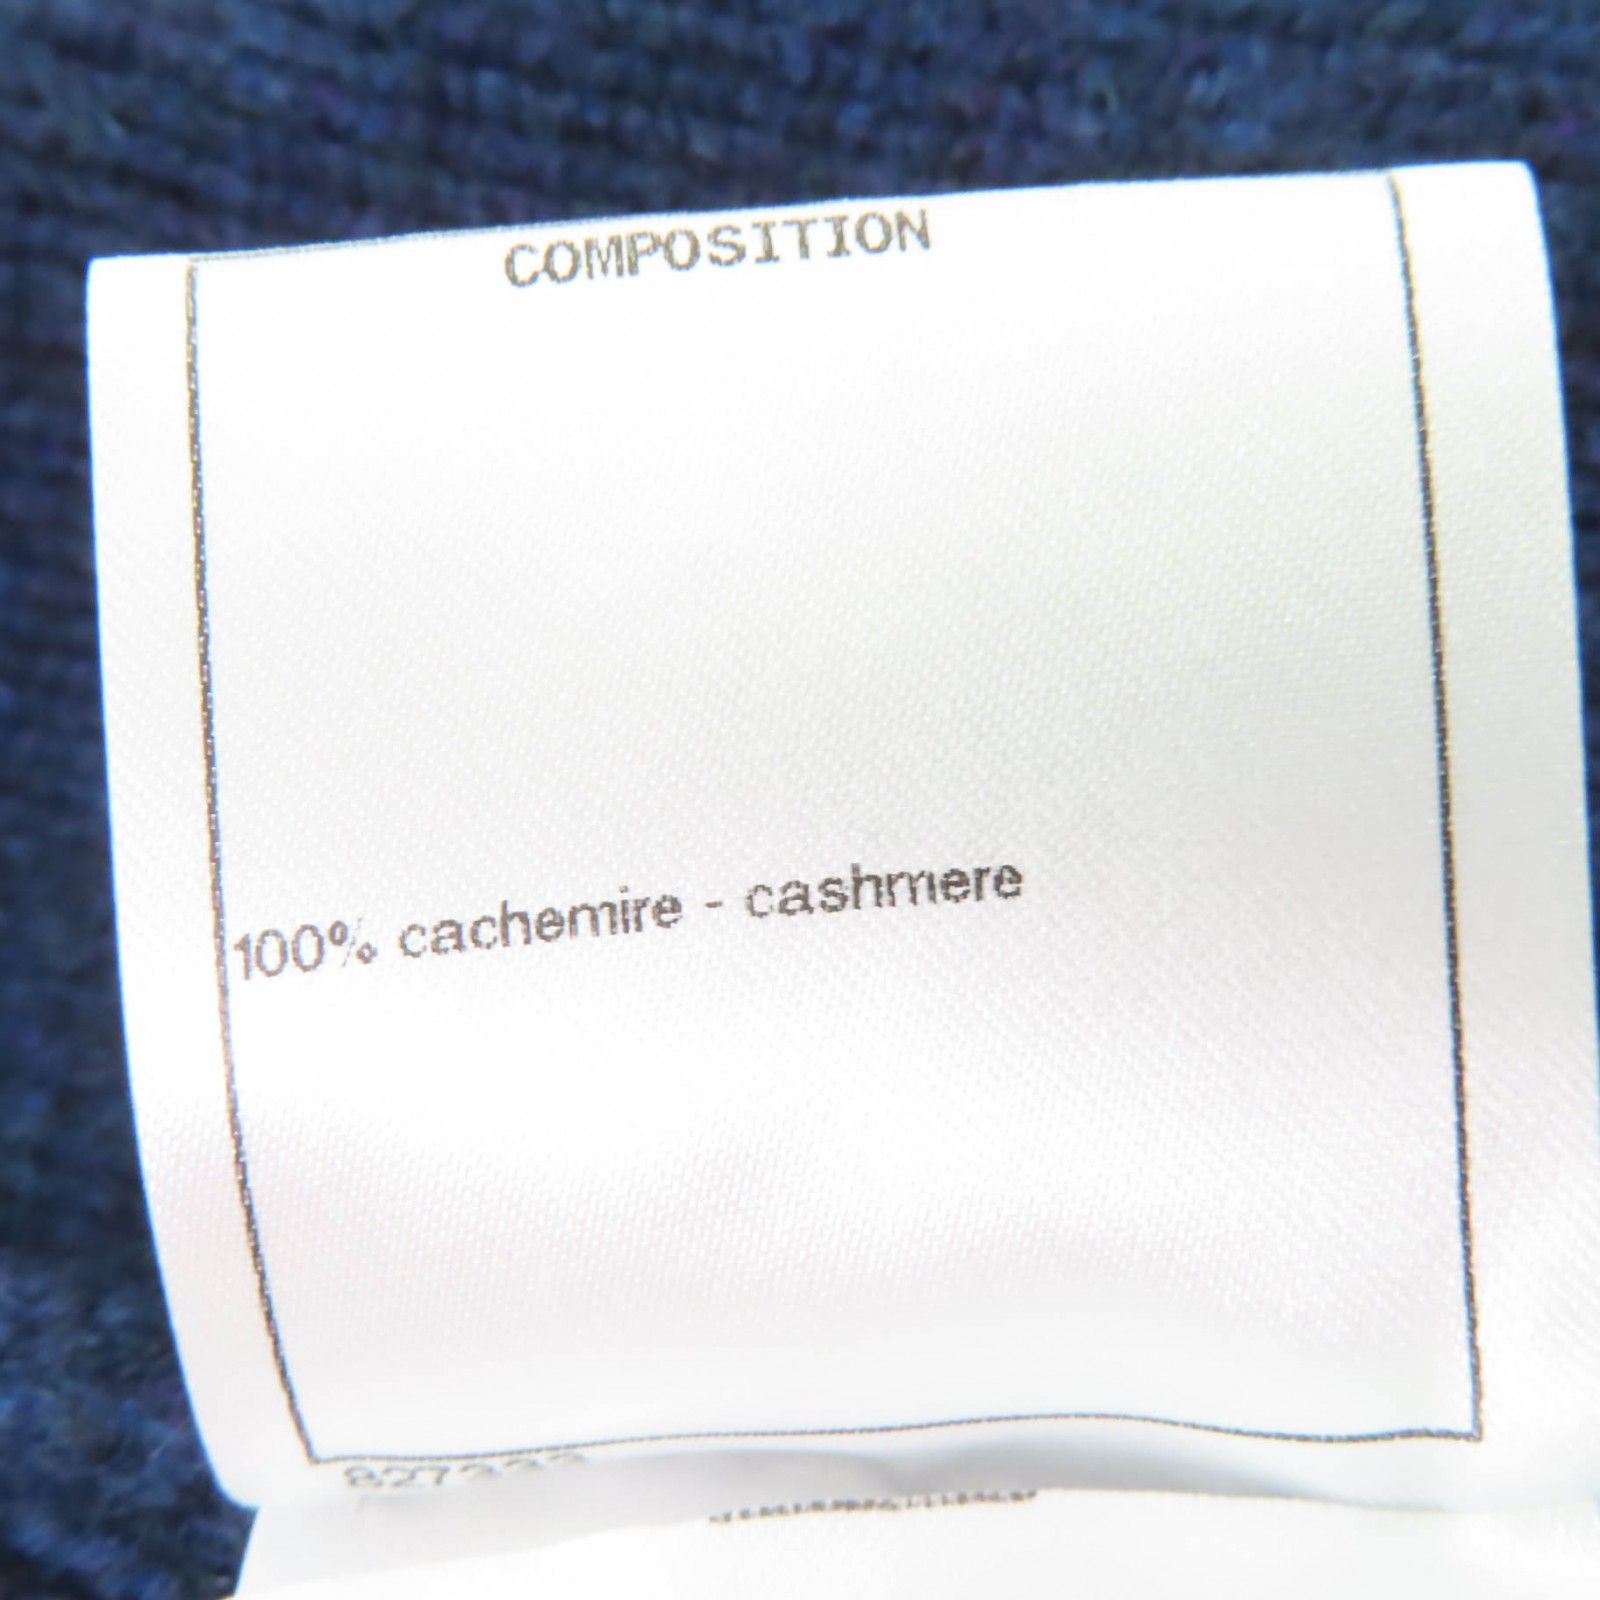 COMPOSITION
100% cachemire - cashmere